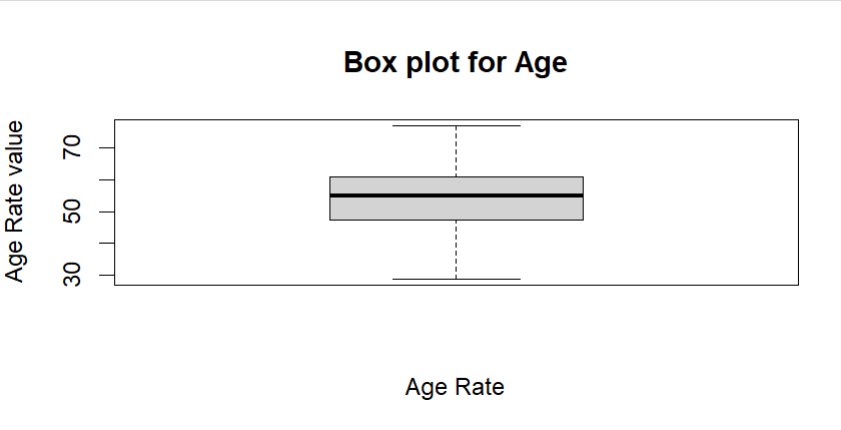 Box plot for Age
Age Rate value
70
50
30
Age Rate